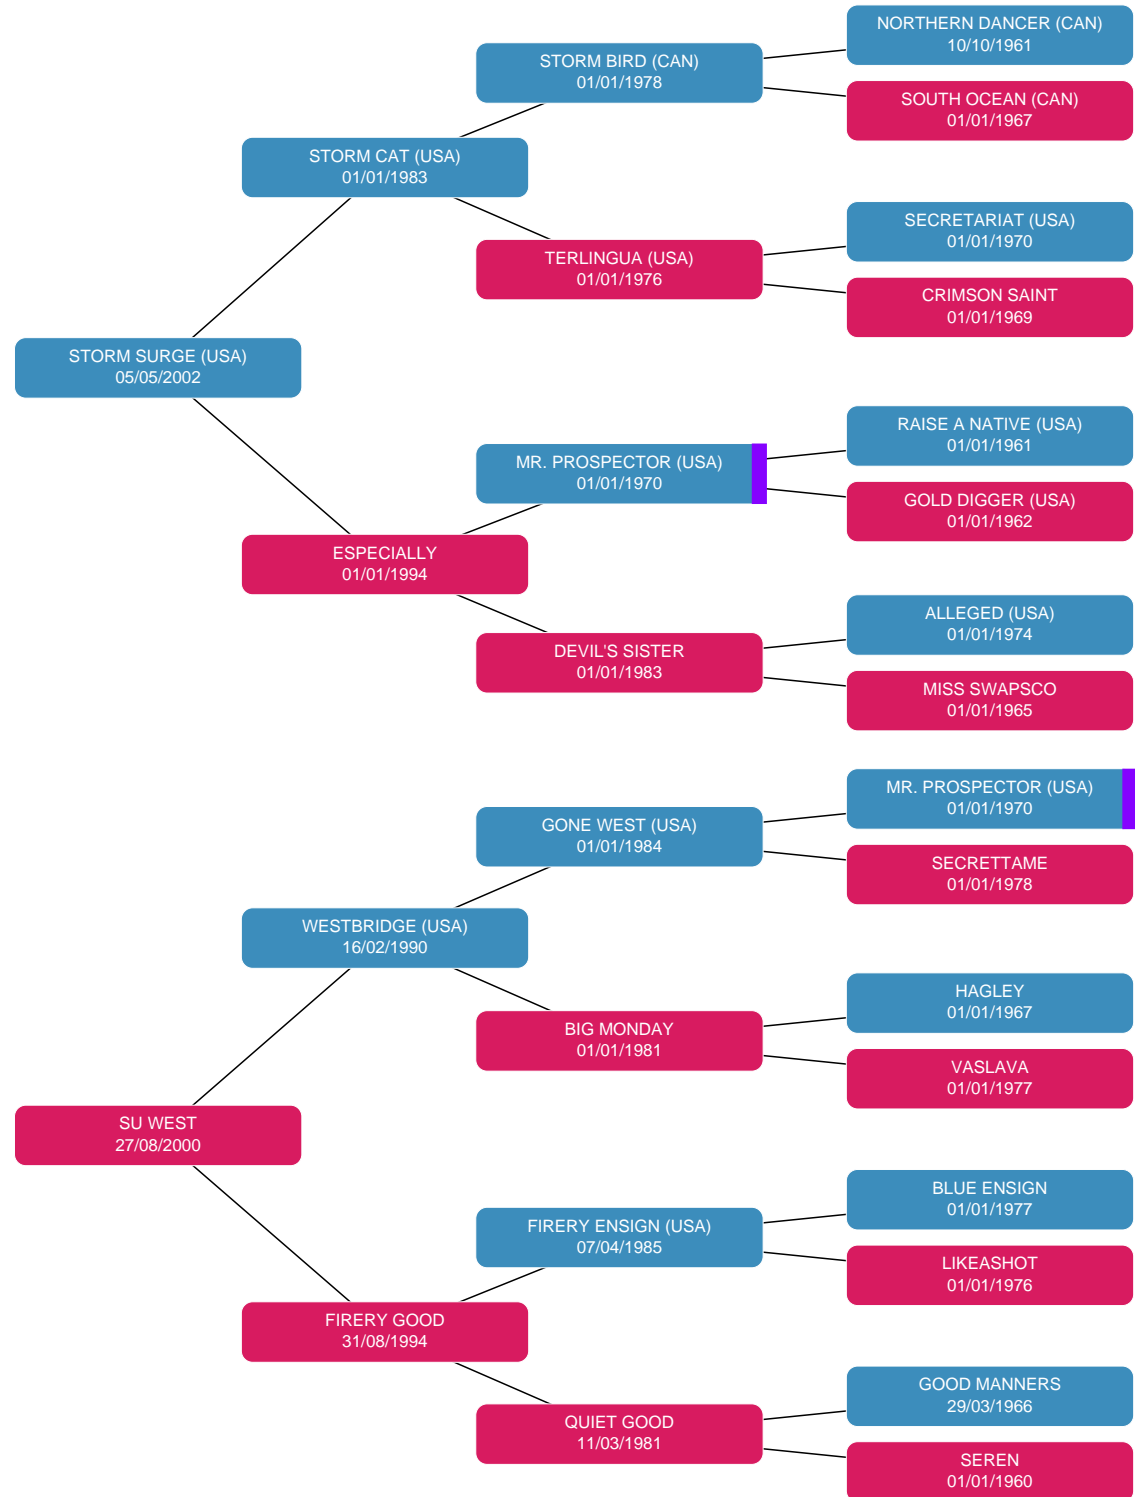 NORTHERN DANCER (CAN)
10/10/1961
STORM BIRD (CAN)
01/01/1978
SOUTH OCEAN (CAN)
01/01/1967
STORM CAT (USA)
01/01/1983
SECRETARIAT (USA)
01/01/1970
TERLINGUA (USA)
01/01/1976
CRIMSON SAINT
01/01/1969
STORM SURGE (USA)
05/05/2002
RAISE A NATIVE (USA)
01/01/1961
MR. PROSPECTOR (USA)
01/01/1970
GOLD DIGGER (USA)
01/01/1962
ESPECIALLY
01/01/1994
ALLEGED (USA)
01/01/1974
DEVIL'S SISTER
01/01/1983
MISS SWAPSCO
01/01/1965
MR. PROSPECTOR (USA)
01/01/1970
GONE WEST (USA)
01/01/1984
SECRETTAME
01/01/1978
WESTBRIDGE (USA)
16/02/1990
HAGLEY
01/01/1967
BIG MONDAY
01/01/1981
VASLAVA
01/01/1977
SU WEST
27/08/2000
BLUE ENSIGN
01/01/1977
FIRERY ENSIGN (USA)
07/04/1985
LIKEASHOT
01/01/1976
FIRERY GOOD
31/08/1994
GOOD MANNERS
29/03/1966
QUIET GOOD
11/03/1981
SEREN
01/01/1960